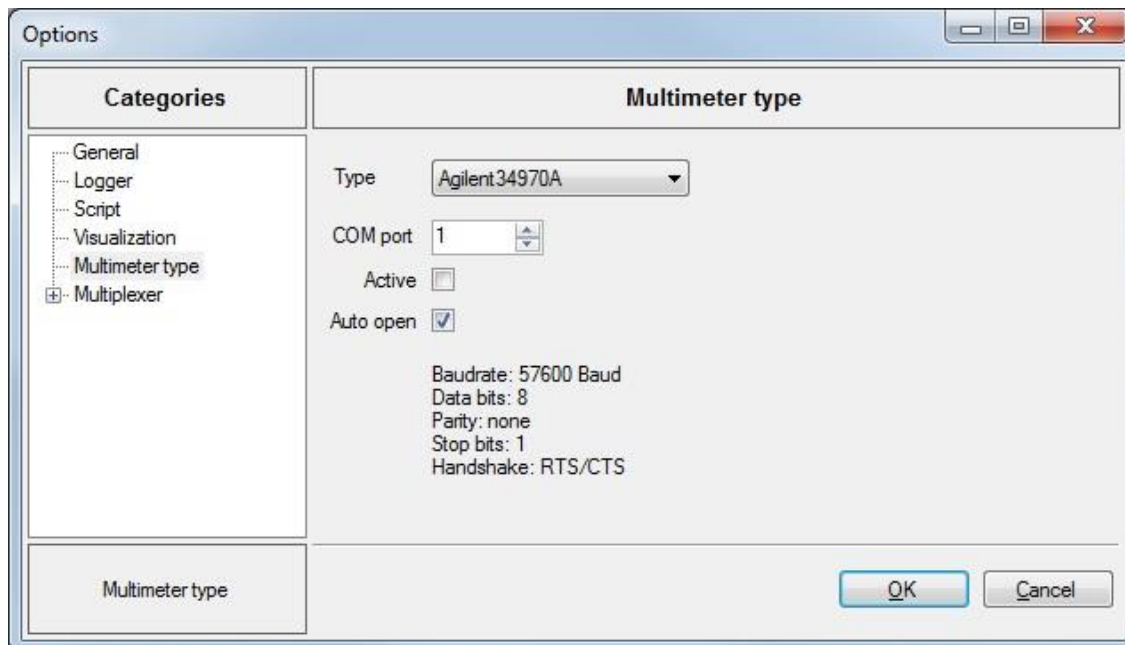 Options
Categories
Multimeter type
General
Logger
Script
Visualization
Multimeter type
Multiplexer
Type Agilent34970A
COM port 1
Active
Auto open
Baudrate: 57600 Baud
Data bits: 8
Parity: none
Stop bits: 1
Handshake: RTS/CTS
Multimeter type
OK Cancel